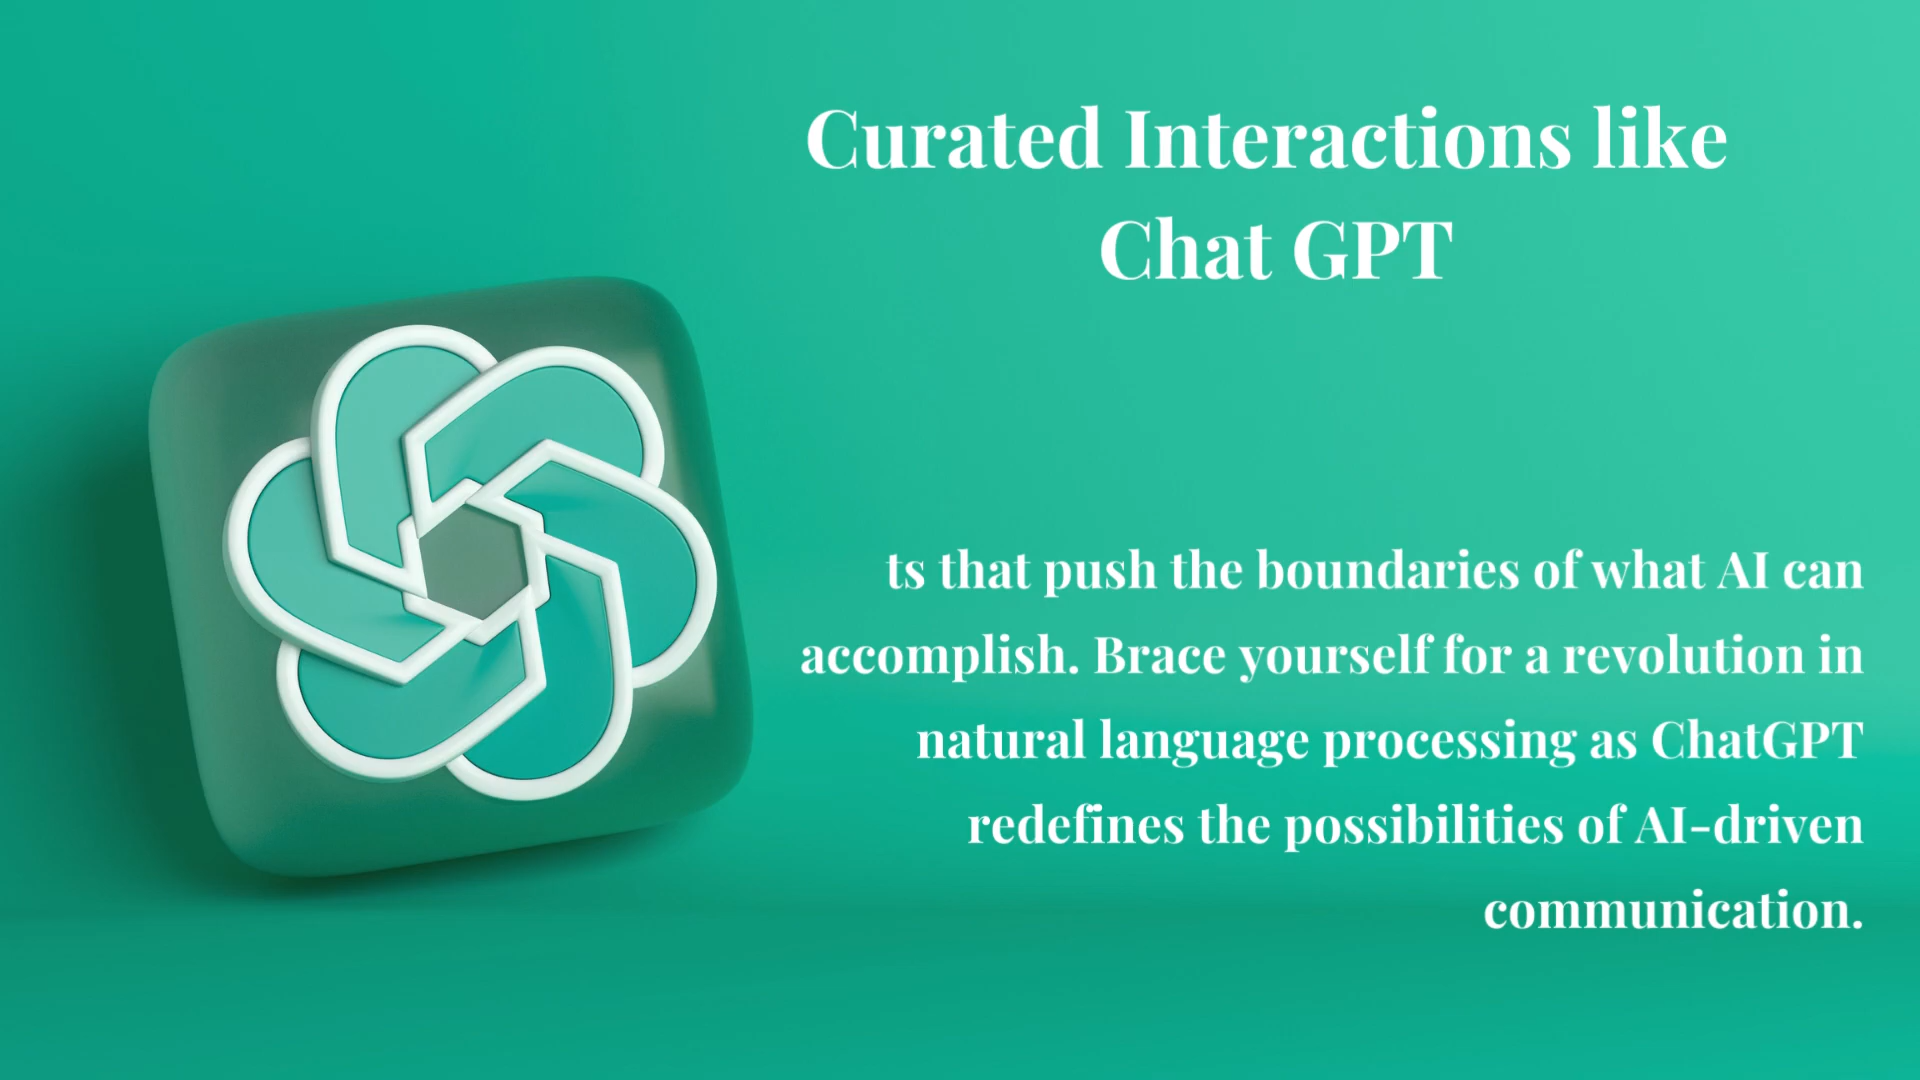 Curated Interactions like
Chat GPT
ts that push the boundaries of what AI can
accomplish. Brace yourself for a revolution in
natural language processing as ChatGPT
redefines the possibilities of AI-driven
communication.